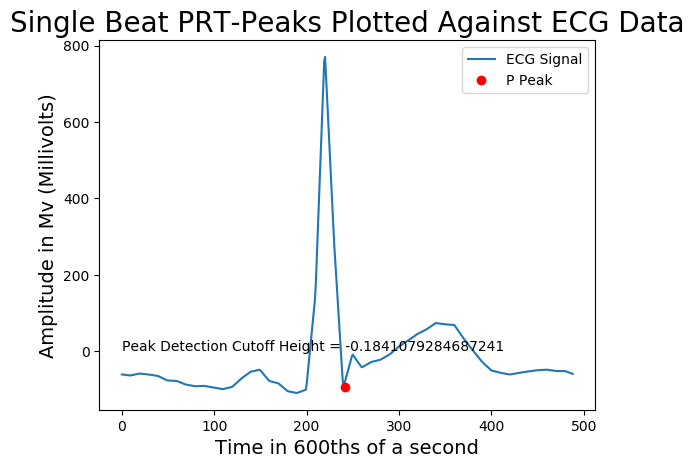 Single Beat PRT-Peaks Plotted Against ECG Data
ECG Signal
P Peak
Amplitude in Mv (Millivolts)
800
600
400
200
0
Peak Detection Cutoff Height = -0.1841079284687241
0 100 200 300 400 500
Time in 600ths of a second